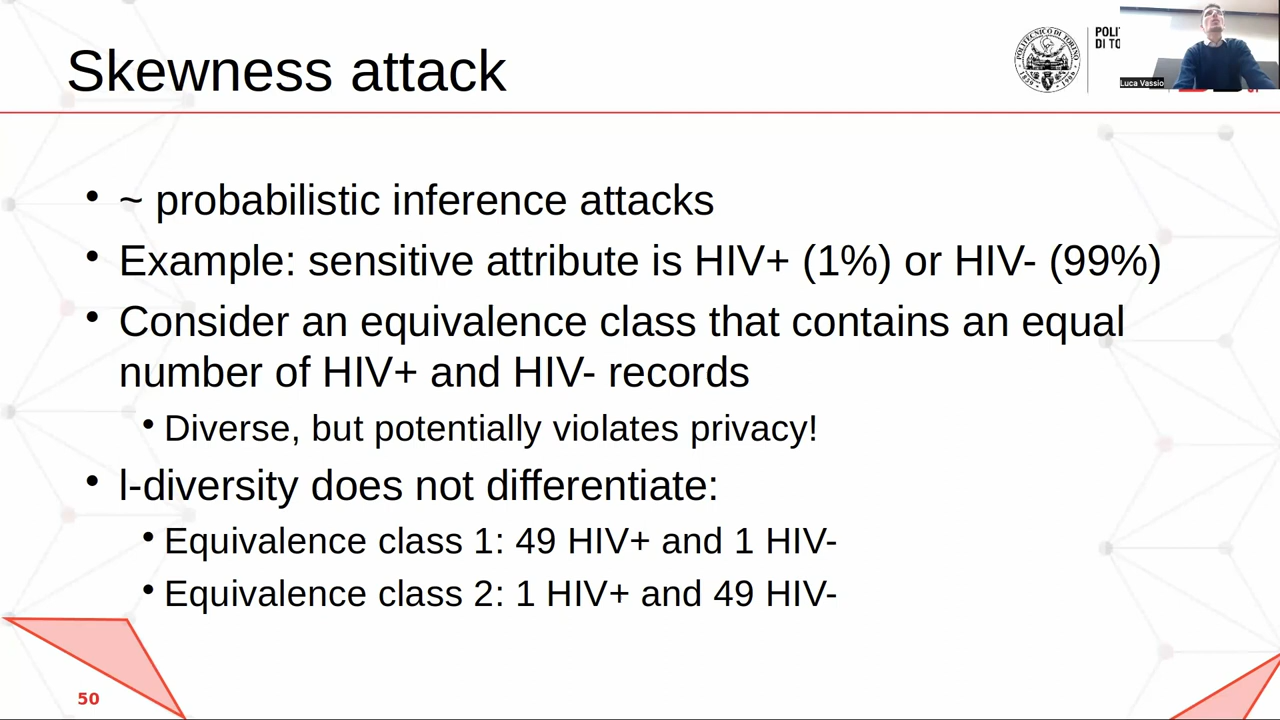 Skewness attack
POLITECNICO DI TORINO
POLI
DI TO
Luca Vassio
• ~ probabilistic inference attacks
• Example: sensitive attribute is HIV+ (1%) or HIV- (99%)
• Consider an equivalence class that contains an equal
number of HIV+ and HIV- records
• Diverse, but potentially violates privacy!
• l-diversity does not differentiate:
• Equivalence class 1: 49 HIV+ and 1 HIV-
• Equivalence class 2: 1 HIV+ and 49 HIV-
50